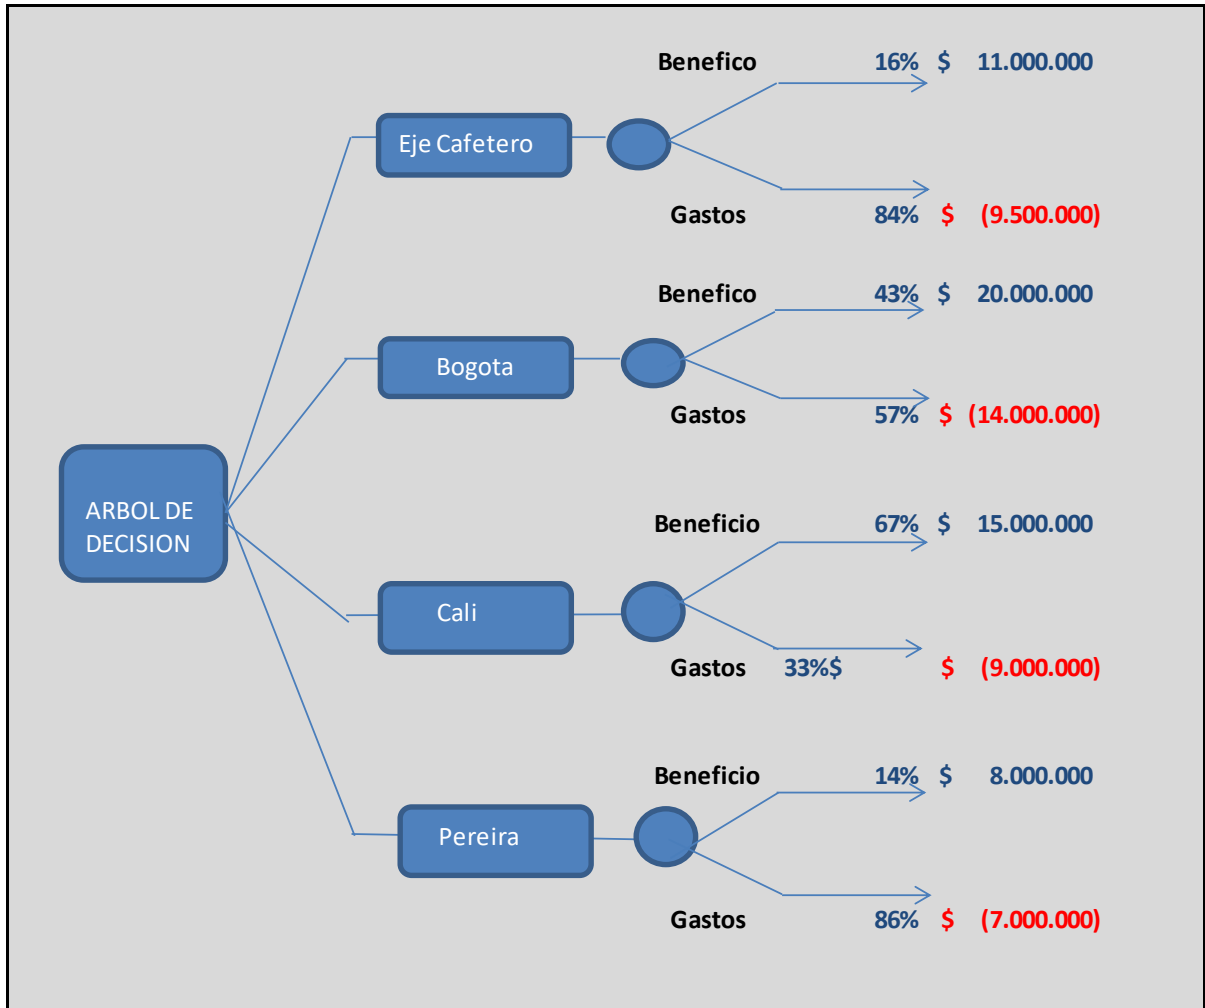 Benefico 16% $ 11.000.000
Eje Cafetero
Gastos 84% $ (9.500.000)
Benefico 43% $ 20.000.000
Bogota
Gastos 57% $ (14.000.000)
ARBOL DE
DECISION
Beneficio 67% $ 15.000.000
Cali
Gastos 33%$ $ (9.000.000)
Beneficio 14% $ 8.000.000
Pereira
Gastos 86% $ (7.000.000)